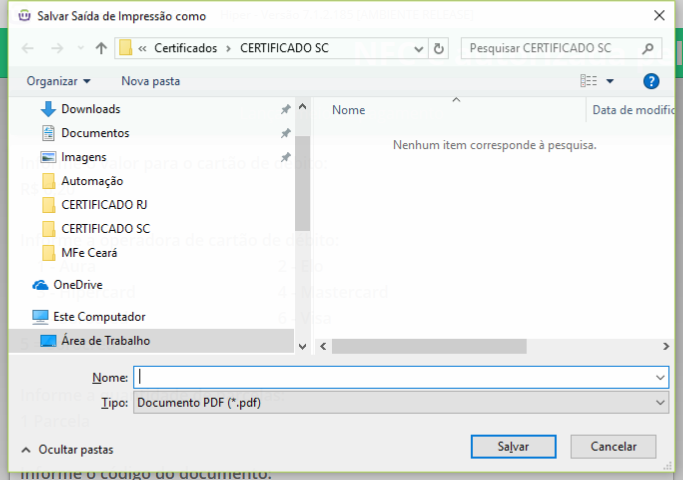 Salvar Saída de Impressão como
« Certificados › CERTIFICADO SC
Pesquisar CERTIFICADO SC
Organizar
Nova pasta
Downloads
Documentos
Imagens
Automação
CERTIFICADO RJ
CERTIFICADO SC
MFe Ceará
OneDrive
Este Computador
Área de Trabalho
Nome
Data de modific
Nenhum item corresponde à pesquisa.
Nome:
Tipo: Documento PDF (*.pdf)
Ocultar pastas
Salvar
Cancelar
Informe o código do documento: